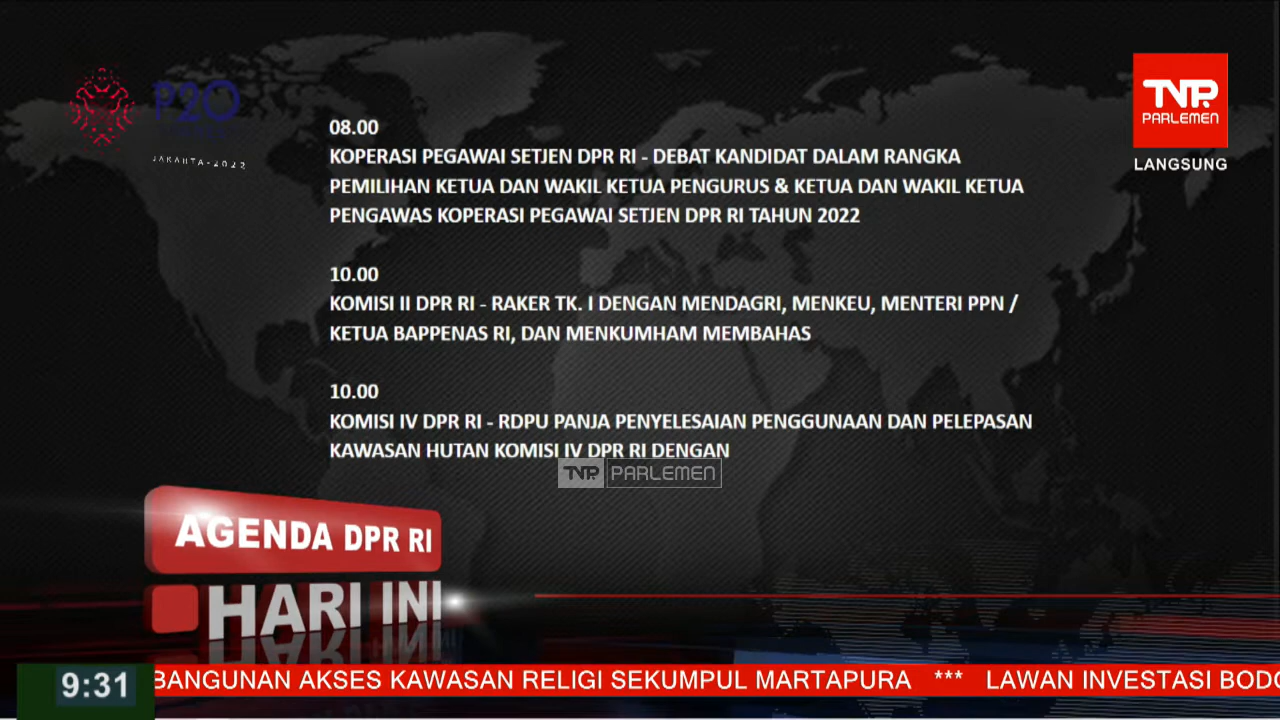 P20
JAKARTA-2022
TVP.
PARLEMEN
LANGSUNG
08.00
KOPERASI PEGAWAI SETJEN DPR RI - DEBAT KANDIDAT DALAM RANGKA
PEMILIHAN KETUA DAN WAKIL KETUA PENGURUS & KETUA DAN WAKIL KETUA
PENGAWAS KOPERASI PEGAWAI SETJEN DPR RI TAHUN 2022
10.00
KOMISI II DPR RI - RAKER TK. I DENGAN MENDAGRI, MENKEU, MENTERI PPN /
KETUA BAPPENAS RI, DAN MENKUMHAM MEMBAHAS
10.00
KOMISI IV DPR RI - RDPU PANJA PENYELESAIAN PENGGUNAAN DAN PELEPASAN
KAWASAN HUTAN KOMISI IV DPR RI DENGAN
TVP. PARLEMEN
AGENDA DPR RI
HARI INI
9:31 BANGUNAN AKSES KAWASAN RELIGI SEKUMPUL MARTAPURA *** LAWAN INVESTASI